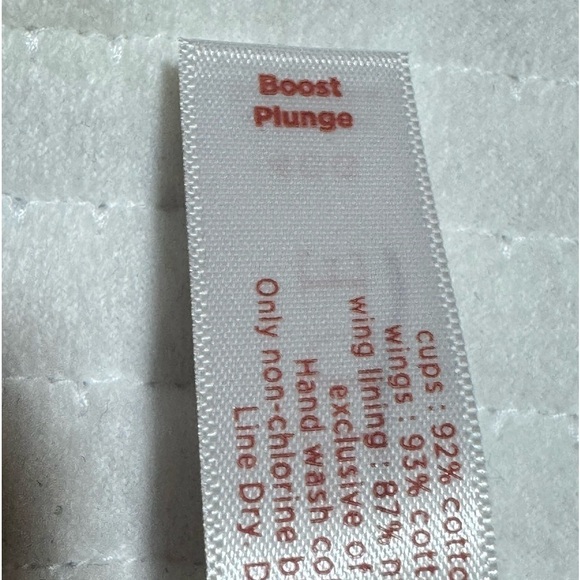 Boost
Plunge
cups : 92% cotto
wings : 93% cott
wing lining : 87% n
exclusive of
Hand wash co
Only non-chlorine b
Line Dry D